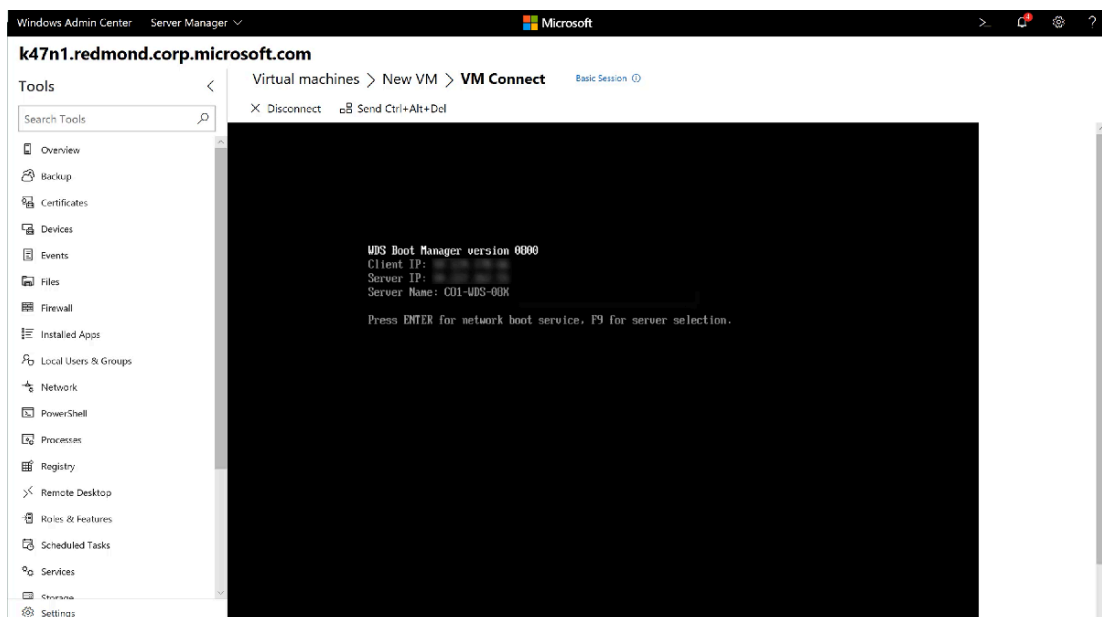 Windows Admin Center Server Manager
Microsoft
k47n1.redmond.corp.microsoft.com
Tools
Search Tools
Overview
Backup
Certificates
Devices
Events
Files
Firewall
Installed Apps
Local Users & Groups
Network
PowerShell
Processes
Registry
Remote Desktop
Roles & Features
Scheduled Tasks
Services
Storage
Settings
Virtual machines > New VM > VM Connect Basic Session
Disconnect Send Ctrl+Alt+Del
WDS Boot Manager version 0800
Client IP:
Server IP:
Server Name: CO1-WDS-08X
Press ENTER for network boot service, F9 for server selection.